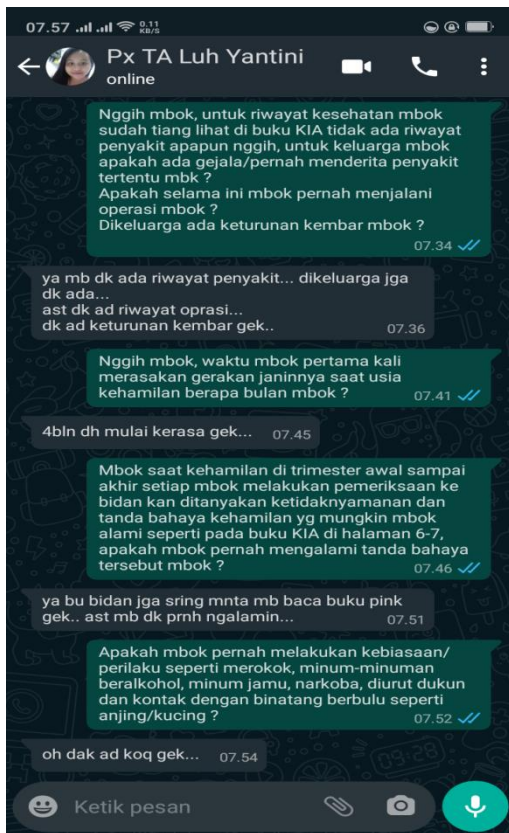 07.57
0.11
KB/S
Px TA Luh Yantini
online
Nggih mbok, untuk riwayat kesehatan mbok
sudah tiang lihat di buku KIA tidak ada riwayat
penyakit apapun nggih, untuk keluarga mbok
apakah ada gejala/pernah menderita penyakit
tertentu mbk ?
Apakah selama ini mbok pernah menjalani
operasi mbok ?
Dikeluarga ada keturunan kembar mbok ?
07.34
ya mb dk ada riwayat penyakit... dikeluarga jga
dk ada...
ast dk ad riwayat oprasi...
dk ad keturunan kembar gek..
07.36
Nggih mbok, waktu mbok pertama kali
merasakan gerakan janinnya saat usia
kehamilan berapa bulan mbok ?
07.41
4bln dh mulai kerasa gek...
07.45
Mbok saat kehamilan di trimester awal sampai
akhir setiap mbok melakukan pemeriksaan ke
bidan kan ditanyakan ketidaknyamanan dan
tanda bahaya kehamilan yg mungkin mbok
alami seperti pada buku KIA di halaman 6-7,
apakah mbok pernah mengalami tanda bahaya
tersebut mbok ?
07.46
ya bu bidan jga sring mnta mb baca buku pink
gek.. ast mb dk prnh ngalamin...
07.51
Apakah mbok pernah melakukan kebiasaan/
perilaku seperti merokok, minum-minuman
beralkohol, minum jamu, narkoba, diurut dukun
dan kontak dengan binatang berbulu seperti
anjing/kucing ?
07.52
oh dak ad koq gek...
07.54
Ketik pesan